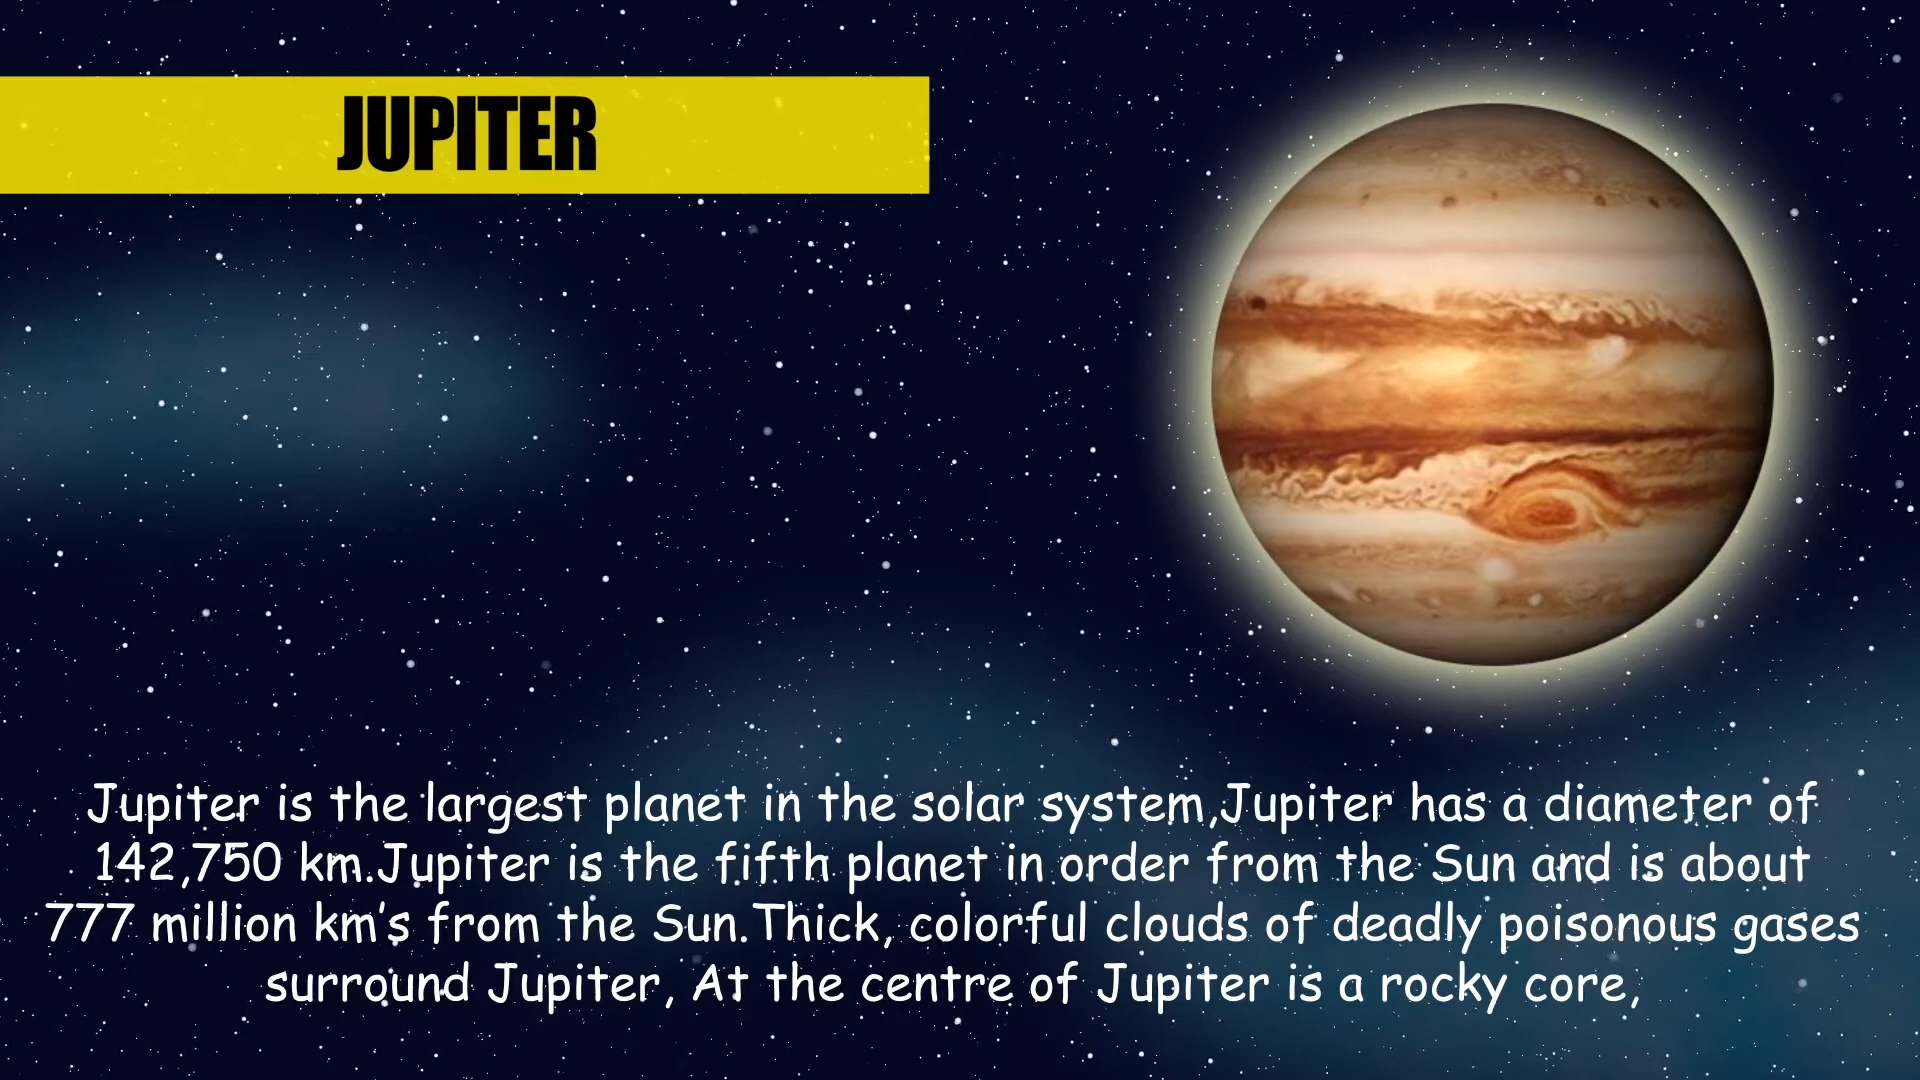 JUPITER
Jupiter is the largest planet in the solar system,Jupiter has a diameter of
142,750 km.Jupiter is the fifth planet in order from the Sun and is about
777 million km's from the Sun.Thick, colorful clouds of deadly poisonous gases
surround Jupiter, At the centre of Jupiter is a rocky core,